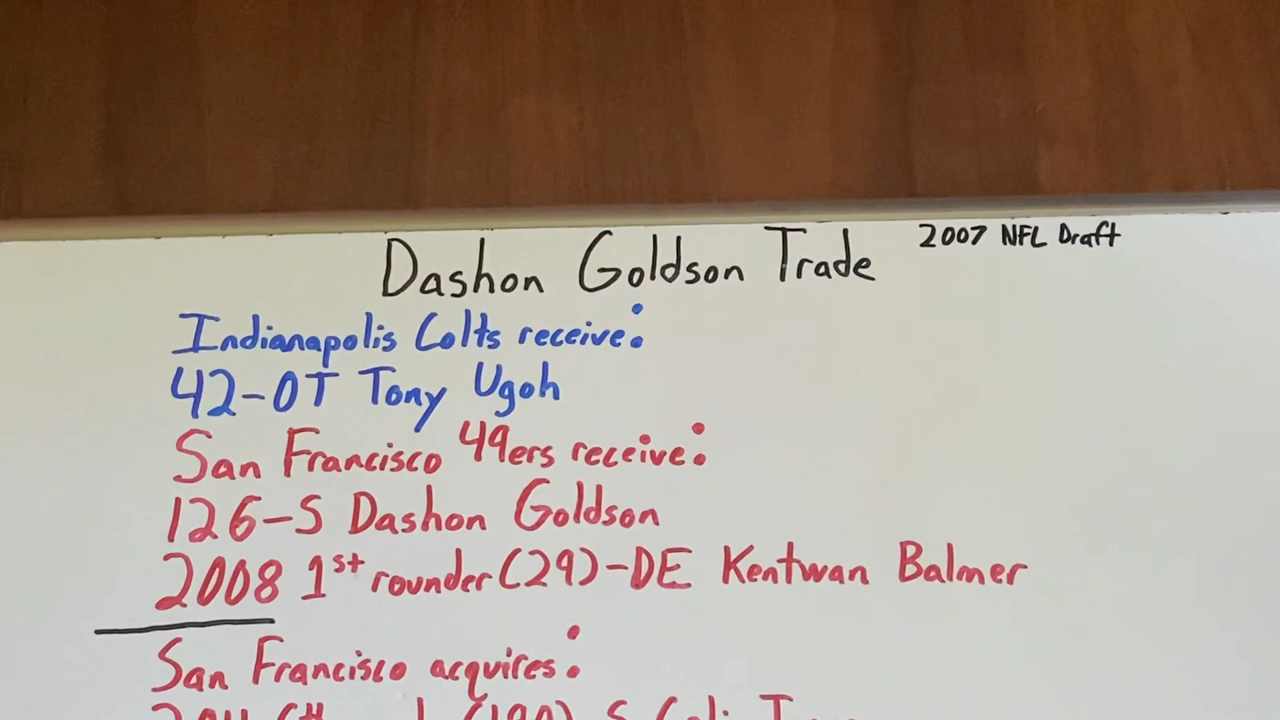 Dashon Goldson Trade
2007 NFL Draft
Indianapolis Colts receive:
42-OT Tony Ugoh
San Francisco 49ers receive:
126-S Dashon Goldson
2008 1st rounder (29)-DE Kentwan Balmer
San Francisco acquires: